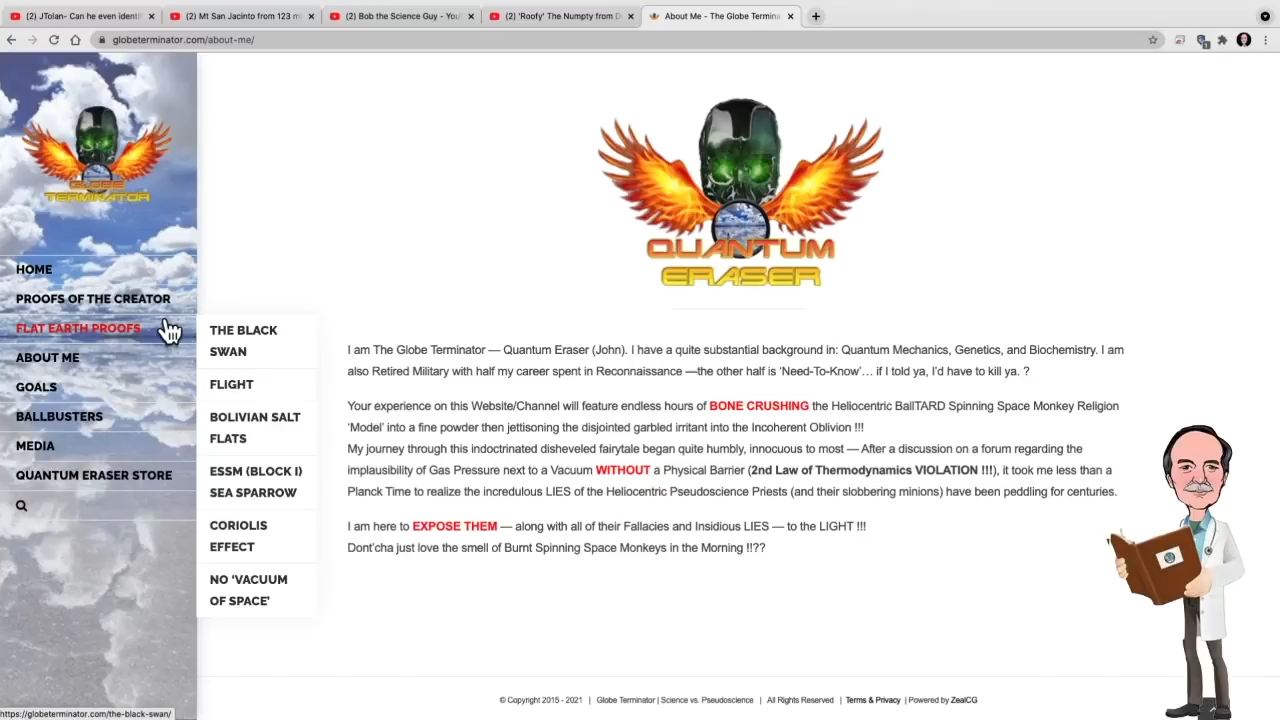 (2) JTolan- Can he even identi
(2) Mt San Jacinto from 123 m
(2) Bob the Science Guy - You
(2) 'Roofy' The Numpty from D
About Me - The Globe Termina
globeterminator.com/about-me/
GLOBE
TERMINATOR
HOME
PROOFS OF THE CREATOR
FLAT EARTH PROOFS
ABOUT ME
GOALS
BALLBUSTERS
MEDIA
QUANTUM ERASER STORE
THE BLACK
SWAN
FLIGHT
BOLIVIAN SALT
FLATS
ESSM (BLOCK I)
SEA SPARROW
CORIOLIS
EFFECT
NO ‘VACUUM
OF SPACE’
QUANTUM
ERASER
I am The Globe Terminator — Quantum Eraser (John). I have a quite substantial background in: Quantum Mechanics, Genetics, and Biochemistry. I am
also Retired Military with half my career spent in Reconnaissance —the other half is ‘Need-To-Know’… if I told ya, I’d have to kill ya. ?
Your experience on this Website/Channel will feature endless hours of BONE CRUSHING the Heliocentric BallTARD Spinning Space Monkey Religion
‘Model’ into a fine powder then jettisoning the disjointed garbled irritant into the Incoherent Oblivion !!!
My journey through this indoctrinated disheveled fairytale began quite humbly, innocuous to most — After a discussion on a forum regarding the
implausibility of Gas Pressure next to a Vacuum WITHOUT a Physical Barrier (2nd Law of Thermodynamics VIOLATION !!!), it took me less than a
Planck Time to realize the incredulous LIES of the Heliocentric Pseudoscience Priests (and their slobbering minions) have been peddling for centuries.
I am here to EXPOSE THEM — along with all of their Fallacies and Insidious LIES — to the LIGHT !!!
Dont’cha just love the smell of Burnt Spinning Space Monkeys in the Morning !!??
© Copyright 2015 - 2021 | Globe Terminator | Science vs. Pseudoscience | All Rights Reserved | Terms & Privacy | Powered by ZealCG
https://globeterminator.com/the-black-swan/